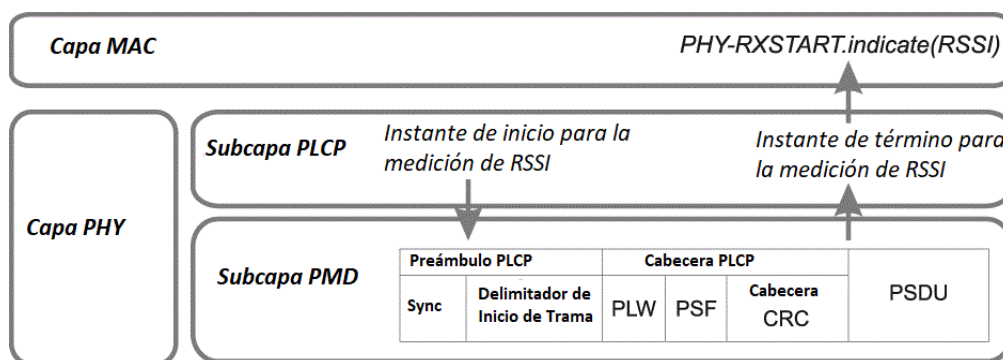 Capa MAC
PHY-RXSTART.indicate(RSSI)
Subcapa PLCP
Instante de inicio para la
medición de RSSI
Instante de término para
la medición de RSSI
Capa PHY
Subcapa PMD
Preámbulo PLCP
Cabecera PLCP
Sync
Delimitador de
Inicio de Trama
PLW
PSF
Cabecera
CRC
PSDU